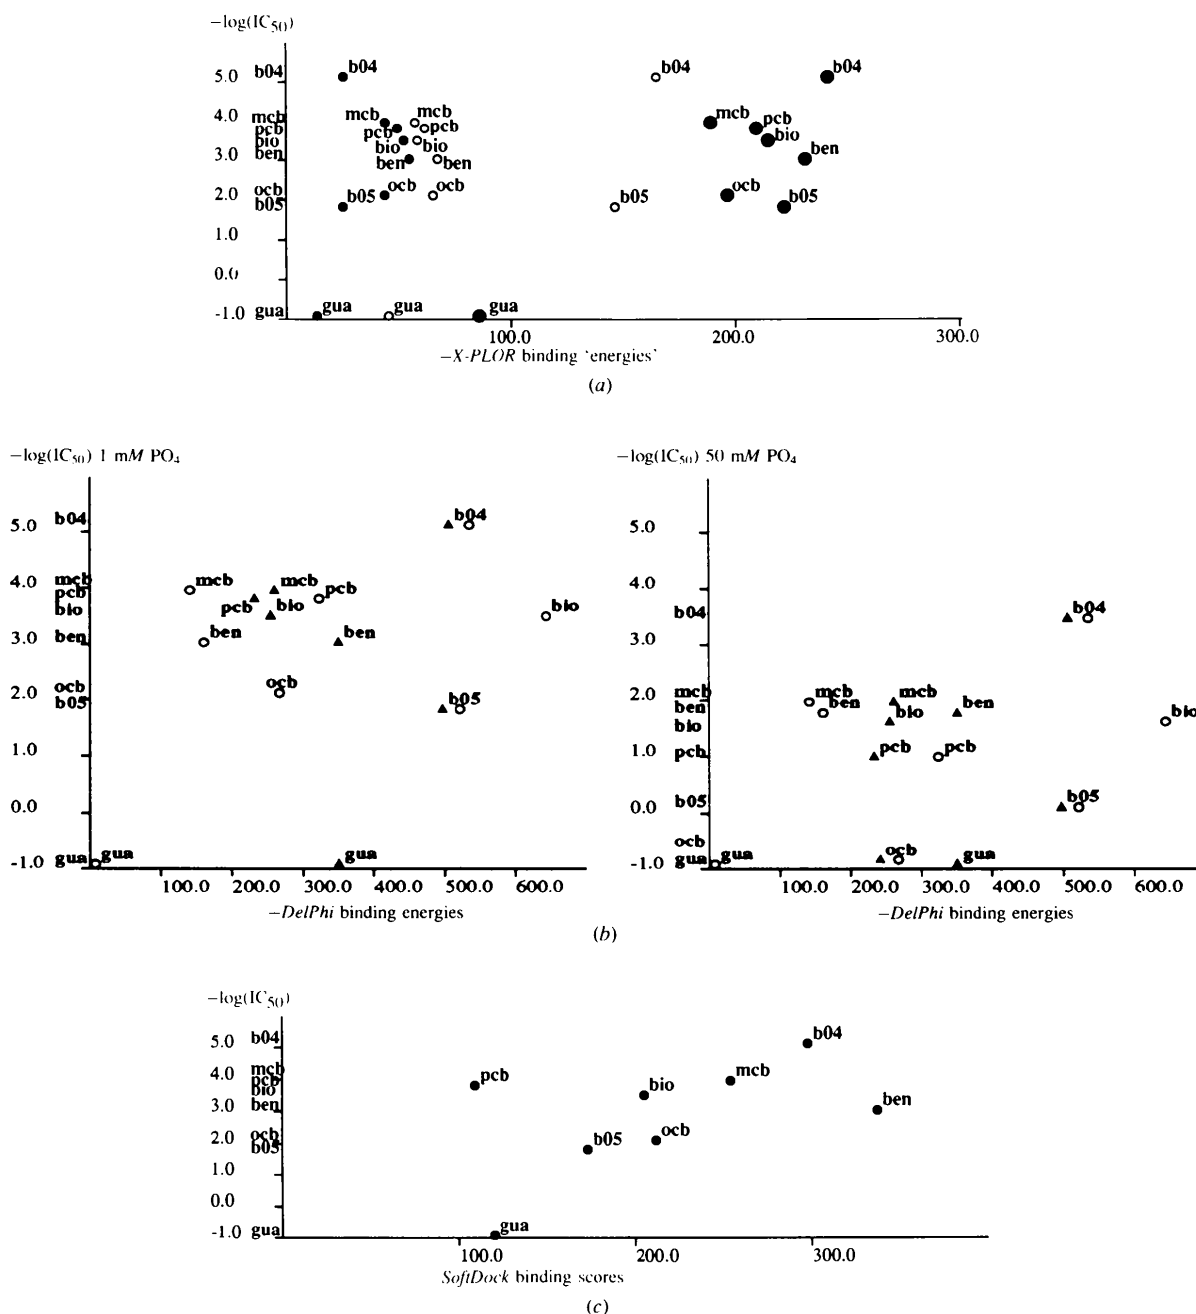 −log(IC50)
b04 b04 b04
5.0 b04
mcb mcb mcb
4.0 mcb pcb pcb
pcb pcb bio
bio bio bio
3.0 ben ben ben ben
ocb ocb ocb
2.0 ocb b05 b05
b05
1.0
0.0
gua gua gua
-1.0 gua
100.0 200.0 300.0
−X-PLOR binding 'energies'
(a)
−log(IC50) 1 mM PO4
5.0 b04 b04
4.0 mcb mcb mcb pcb
pcb pcb bio bio
bio
3.0 ben ben ben
ocb ocb
2.0 b05 b05
1.0
0.0
-1.0 gua gua gua
100.0 200.0 300.0 400.0 500.0 600.0
−DelPhi binding energies
−log(IC50) 50 mM PO4
5.0
4.0
b04 b04
3.0
2.0 mcb mcb mcb
ben ben ben
bio bio bio
1.0 pcb pcb pcb
b05 b05
0.0
ocb ocb
-1.0 gua gua gua
100.0 200.0 300.0 400.0 500.0 600.0
−DelPhi binding energies
(b)
−log(IC50)
5.0 b04 b04
mcb mcb
4.0 pcb pcb
bio bio
3.0 ben ben
2.0 ocb ocb
b05 b05
1.0
0.0
-1.0 gua gua
100.0 200.0 300.0
SoftDock binding scores
(c)